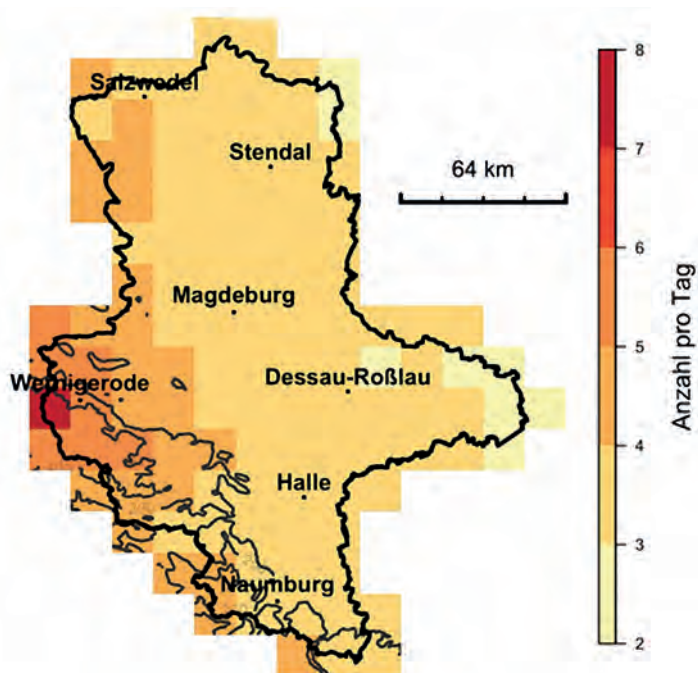 Salzwedel
Stendal
64 km
Magdeburg
Wernigerode
Dessau-Roßlau
Halle
Naumburg
8
7
6
5
4
3
2
Anzahl pro Tag